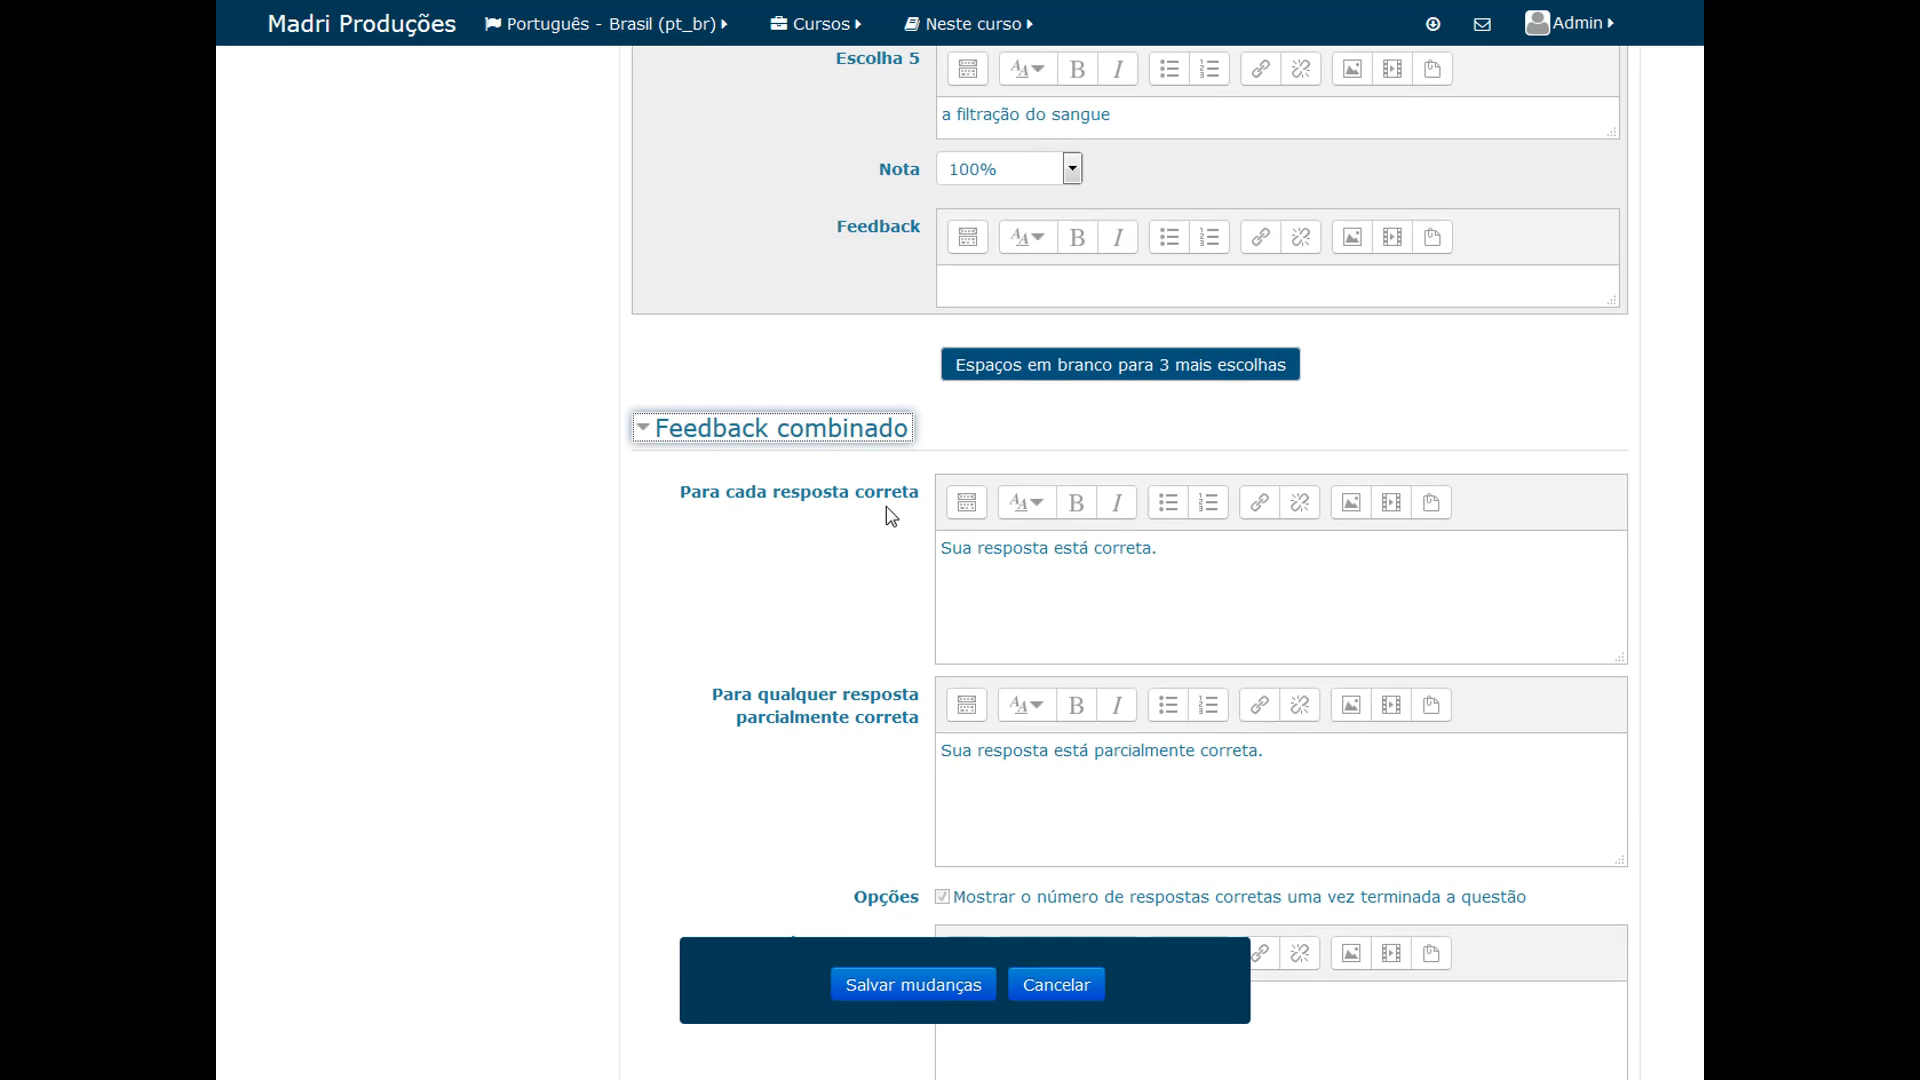 Madri Produções Português - Brasil (pt_br) Cursos Neste curso Admin
Escolha 5
a filtração do sangue
Nota 100%
Feedback
Espaços em branco para 3 mais escolhas
Feedback combinado
Para cada resposta correta
Sua resposta está correta.
Para qualquer resposta
parcialmente correta
Sua resposta está parcialmente correta.
Opções Mostrar o número de respostas corretas uma vez terminada a questão
Salvar mudanças Cancelar